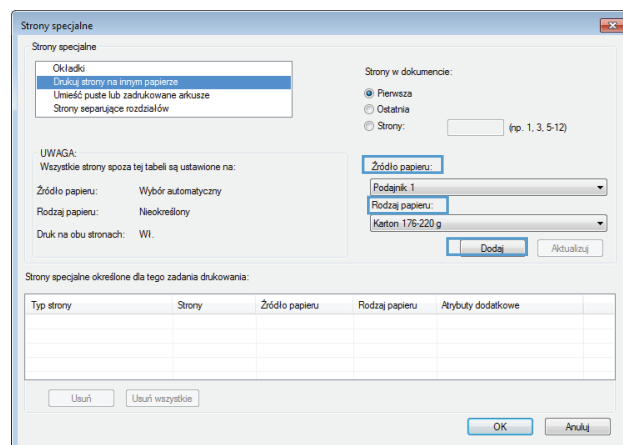 Strony specjalne
Strony specjalne
Okładki
Drukuj strony na innym papierze
Umieść puste lub zadrukowane arkusze
Strony separujące rozdziałów
Strony w dokumencie:
Pierwsza
Ostatnia
Strony: (np. 1, 3, 5-12)
UWAGA:
Wszystkie strony spoza tej tabeli są ustawione na:
Źródło papieru: Wybór automatyczny
Rodzaj papieru: Nieokreślony
Druk na obu stronach: Wł.
Źródło papieru:
Podajnik 1
Rodzaj papieru:
Karton 176-220 g
Dodaj Aktualizuj
Strony specjalne określone dla tego zadania drukowania:
Typ strony Strony Źródło papieru Rodzaj papieru Atrybuty dodatkowe
Usuń Usuń wszystkie
OK Anuluj